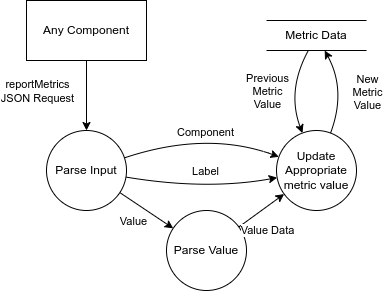 Any Component
Metric Data
reportMetrics
JSON Request
Previous
Metric
Value
New
Metric
Value
Component
Parse Input
Label
Update
Appropriate
metric value
Value
Value Data
Parse Value